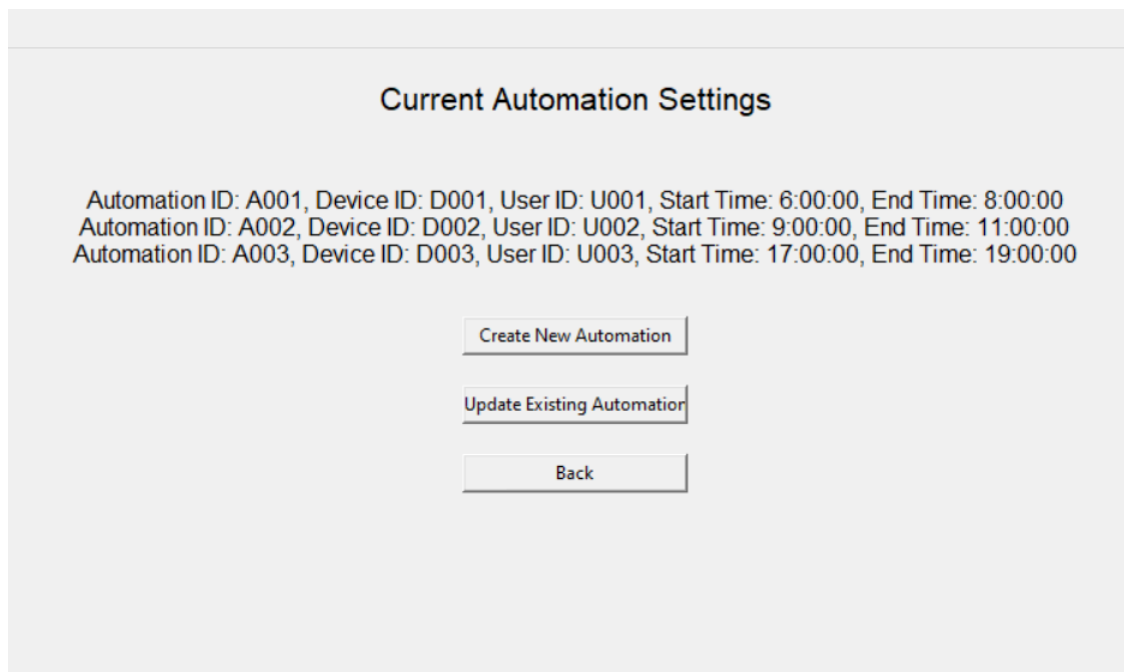 Current Automation Settings
Automation ID: A001, Device ID: D001, User ID: U001, Start Time: 6:00:00, End Time: 8:00:00
Automation ID: A002, Device ID: D002, User ID: U002, Start Time: 9:00:00, End Time: 11:00:00
Automation ID: A003, Device ID: D003, User ID: U003, Start Time: 17:00:00, End Time: 19:00:00
Create New Automation
Update Existing Automation
Back